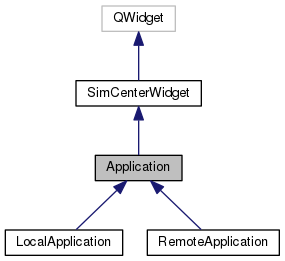 QWidget
SimCenterWidget
Application
LocalApplication
RemoteApplication